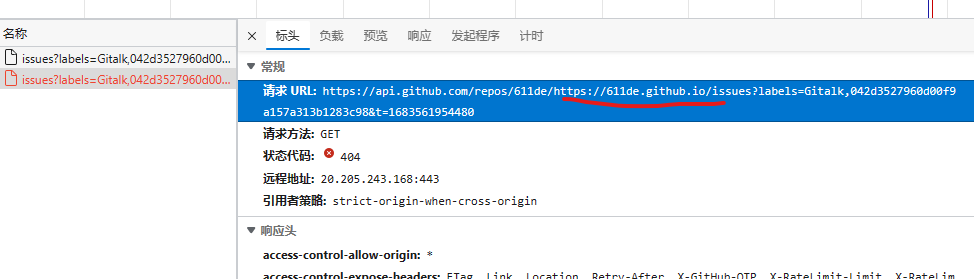 名称
issues?labels=Gitalk,042d3527960d00...
issues?labels=Gitalk,042d3527960d00...
标头 负载 预览 响应 发起程序 计时
常规
请求 URL: https://api.github.com/repos/611de/https://611de.github.io/issues?labels=Gitalk,042d3527960d00f9
a157a313b1283c98&t=1683561954480
请求方法: GET
状态代码: 404
远程地址: 20.205.243.168:443
引用者策略: strict-origin-when-cross-origin
响应头
access-control-allow-origin: *
access-control-expose-headers: ETag, Link, Location, Retry-After, X-GitHub-OTP, X-RateLimit-Limit, X-RateLim